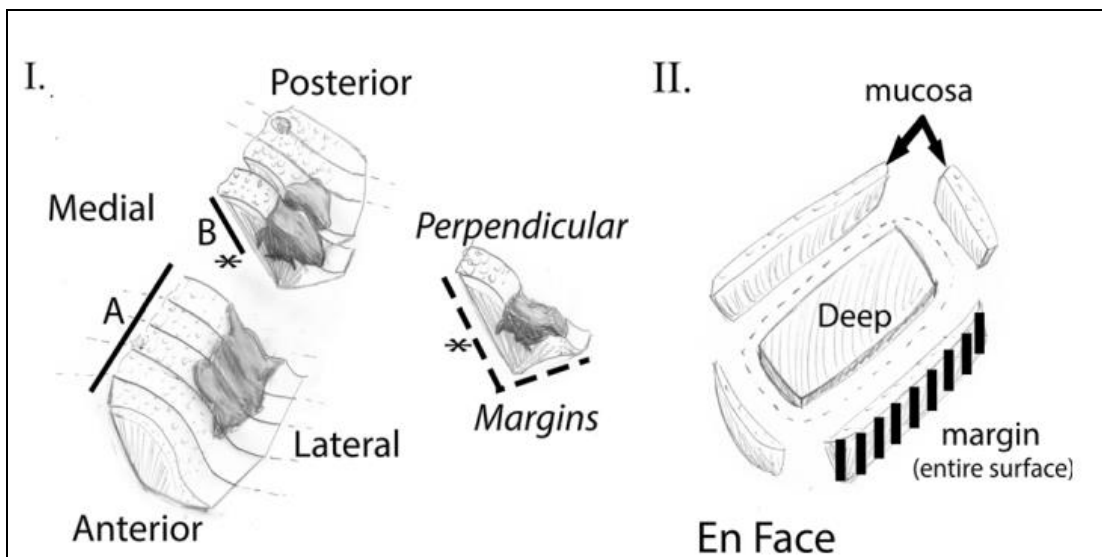 I.
Posterior
Medial
B
Perpendicular
A
Margins
Lateral
Anterior
II.
mucosa
Deep
margin
(entire surface)
En Face